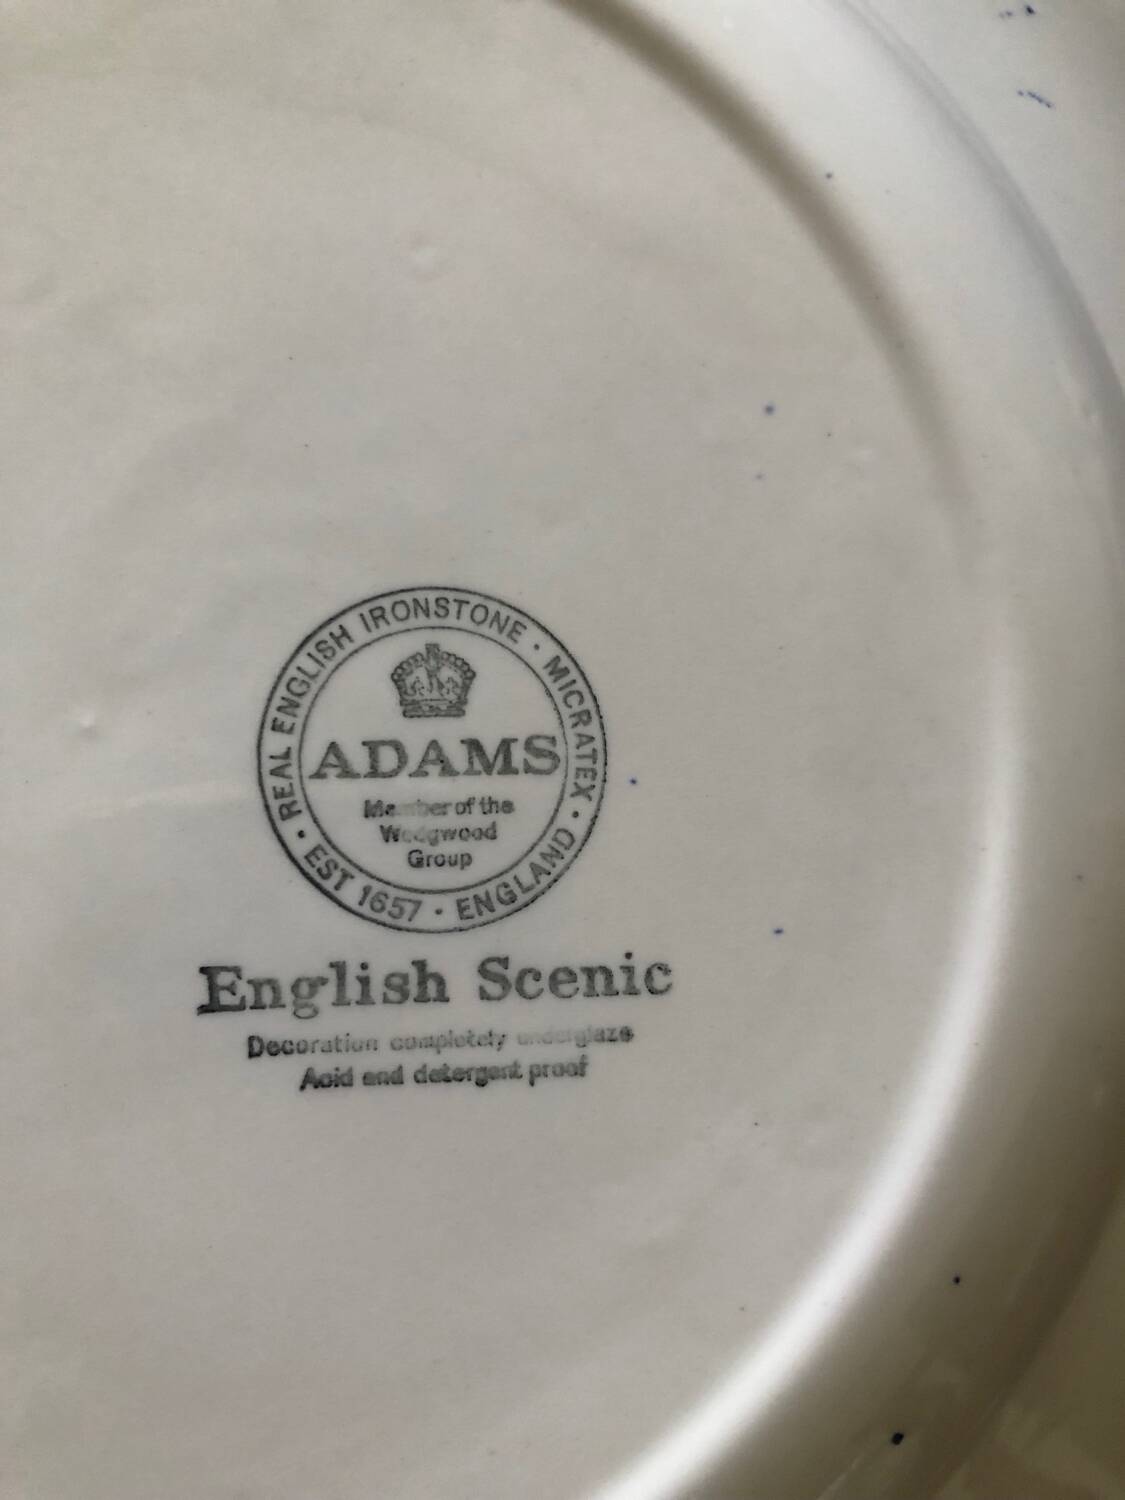 REAL ENGLISH IRONSTONE · MICRATEX ·
EST 1657 · ENGLAND
ADAMS
Member of the
Wedgwood
Group
English Scenic
Decoration completely underglaze
Acid and detergent proof